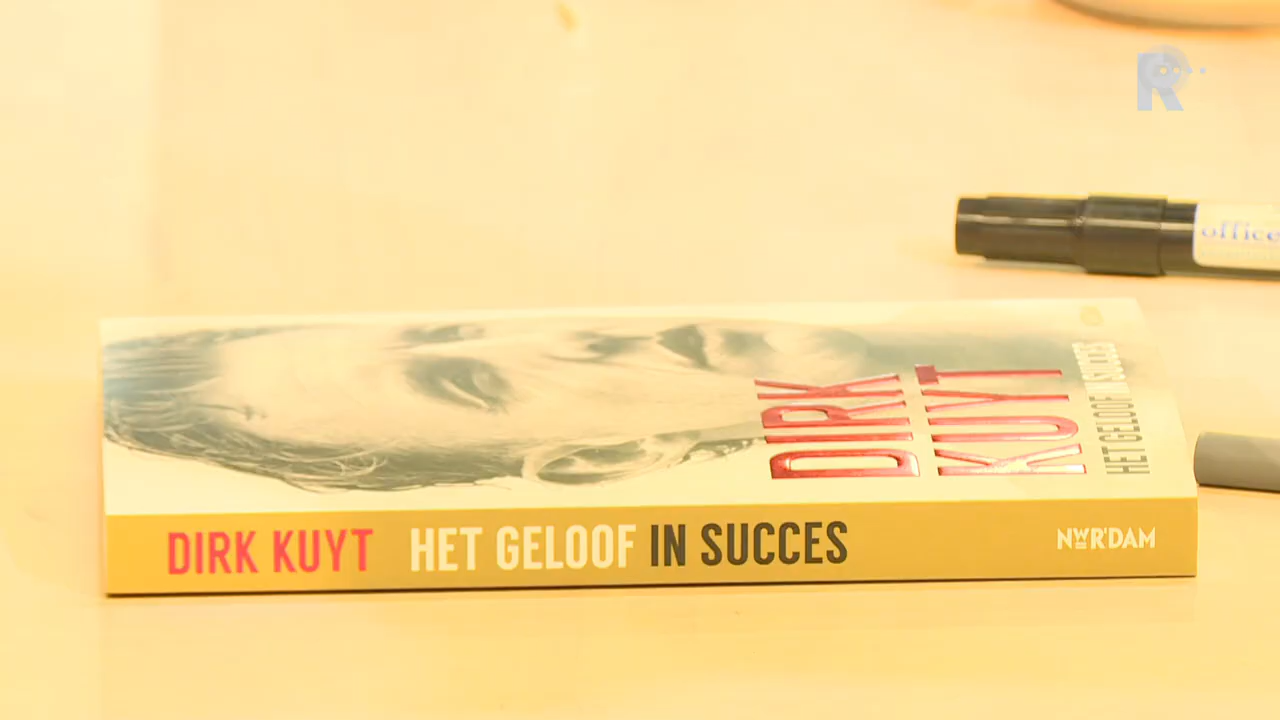 R
office
DIRK
KUYT
HET GELOOF IN SUCCES
DIRK KUYT HET GELOOF IN SUCCES NW R'DAM